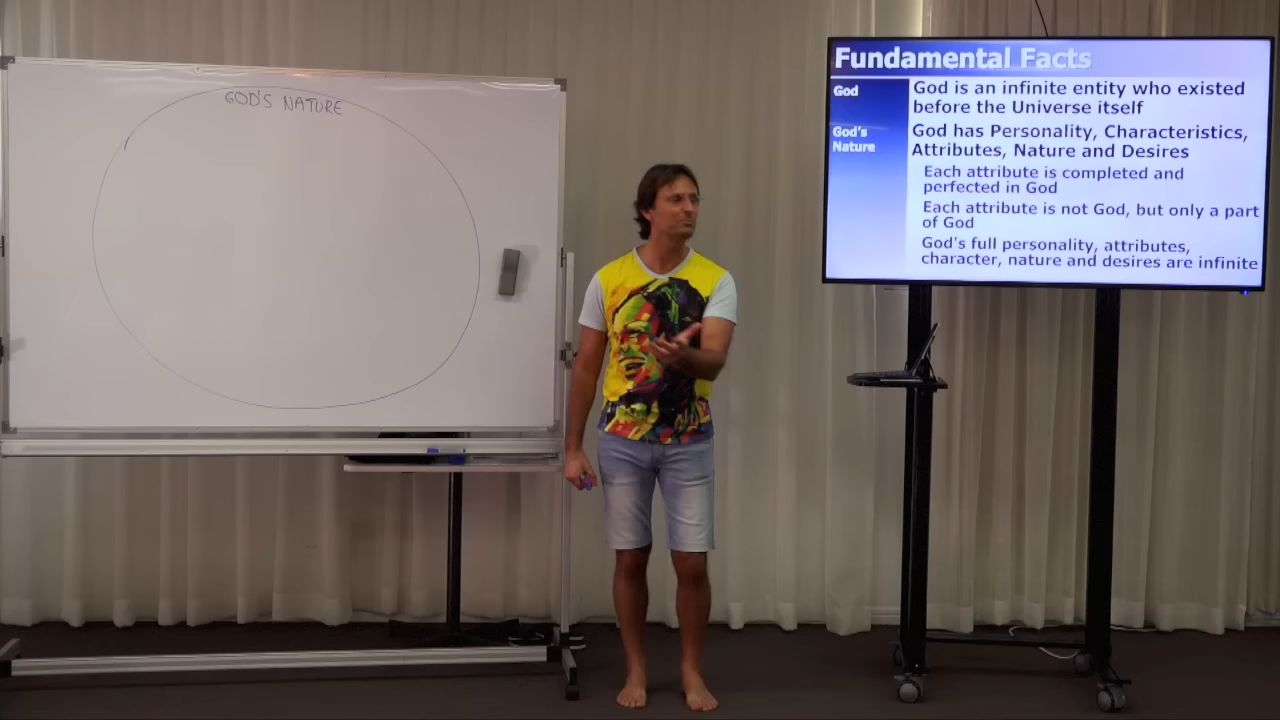 GOD'S NATURE
Fundamental Facts
God
God is an infinite entity who existed
before the Universe itself
God's
Nature
God has Personality, Characteristics,
Attributes, Nature and Desires
Each attribute is completed and
perfected in God
Each attribute is not God, but only a part
of God
God's full personality, attributes,
character, nature and desires are infinite